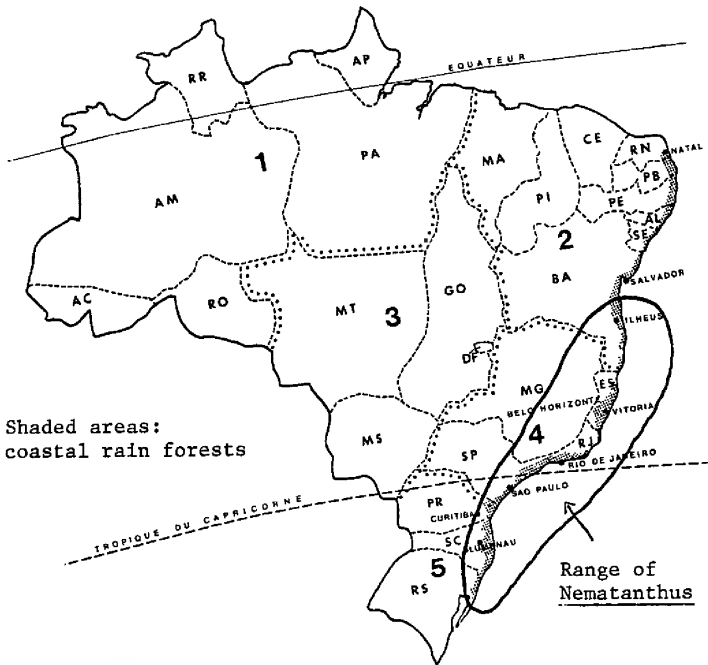 AP
RR
EQUATEUR
1
PA
CE
RN
NATAL
MA
PB
AM
PI
PE
AL
SE
2
BA
SALVADOR
AC
RO
MT
3
GO
ILHEUS
DF
MG
ES
BELO HORIZONTE
VITORIA
4
Shaded areas:
coastal rain forests
MS
SP
RJ
RIO DE JANEIRO
SAO PAULO
TROPIQUE DU CAPRICORNE
PR
CURITIBA
SC
BLUMENAU
5
RS
Range of
Nematanthus